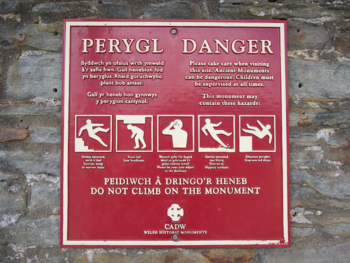 PERYGL DANGER
Byddwch yn ofalus wrth ymweld
â'r safle hwn. Gall henebion fod
yn beryglus. Rhaid goruchwylio
plant bob amser.
Gall yr heneb hon gynnwys
y peryglon canlynol:
Please take care when visiting
this site. Ancient Monuments
can be dangerous. Children must
be supervised at all times.
This monument may
contain these hazards:
PEIDIWCH Â DRINGO'R HENEB
DO NOT CLIMB ON THE MONUMENT
CADW
WELSH HISTORIC MONUMENTS